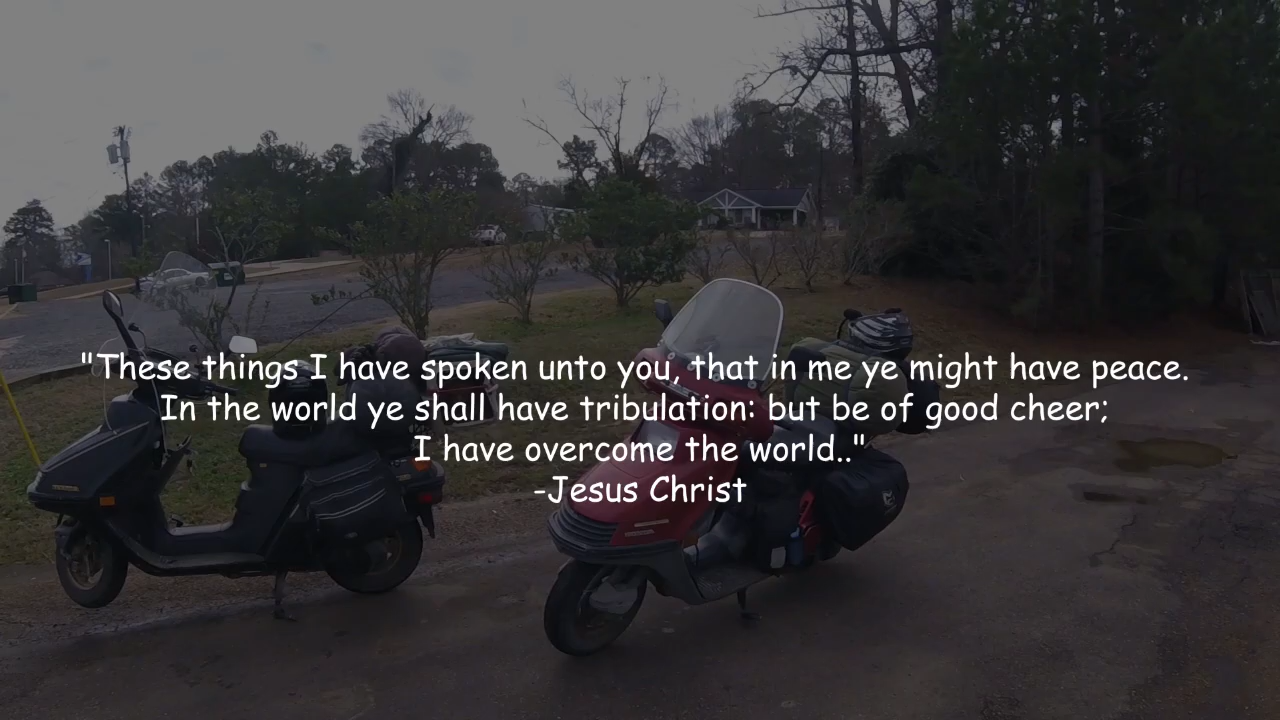 "These things I have spoken unto you, that in me ye might have peace.
In the world ye shall have tribulation: but be of good cheer;
I have overcome the world.."
-Jesus Christ